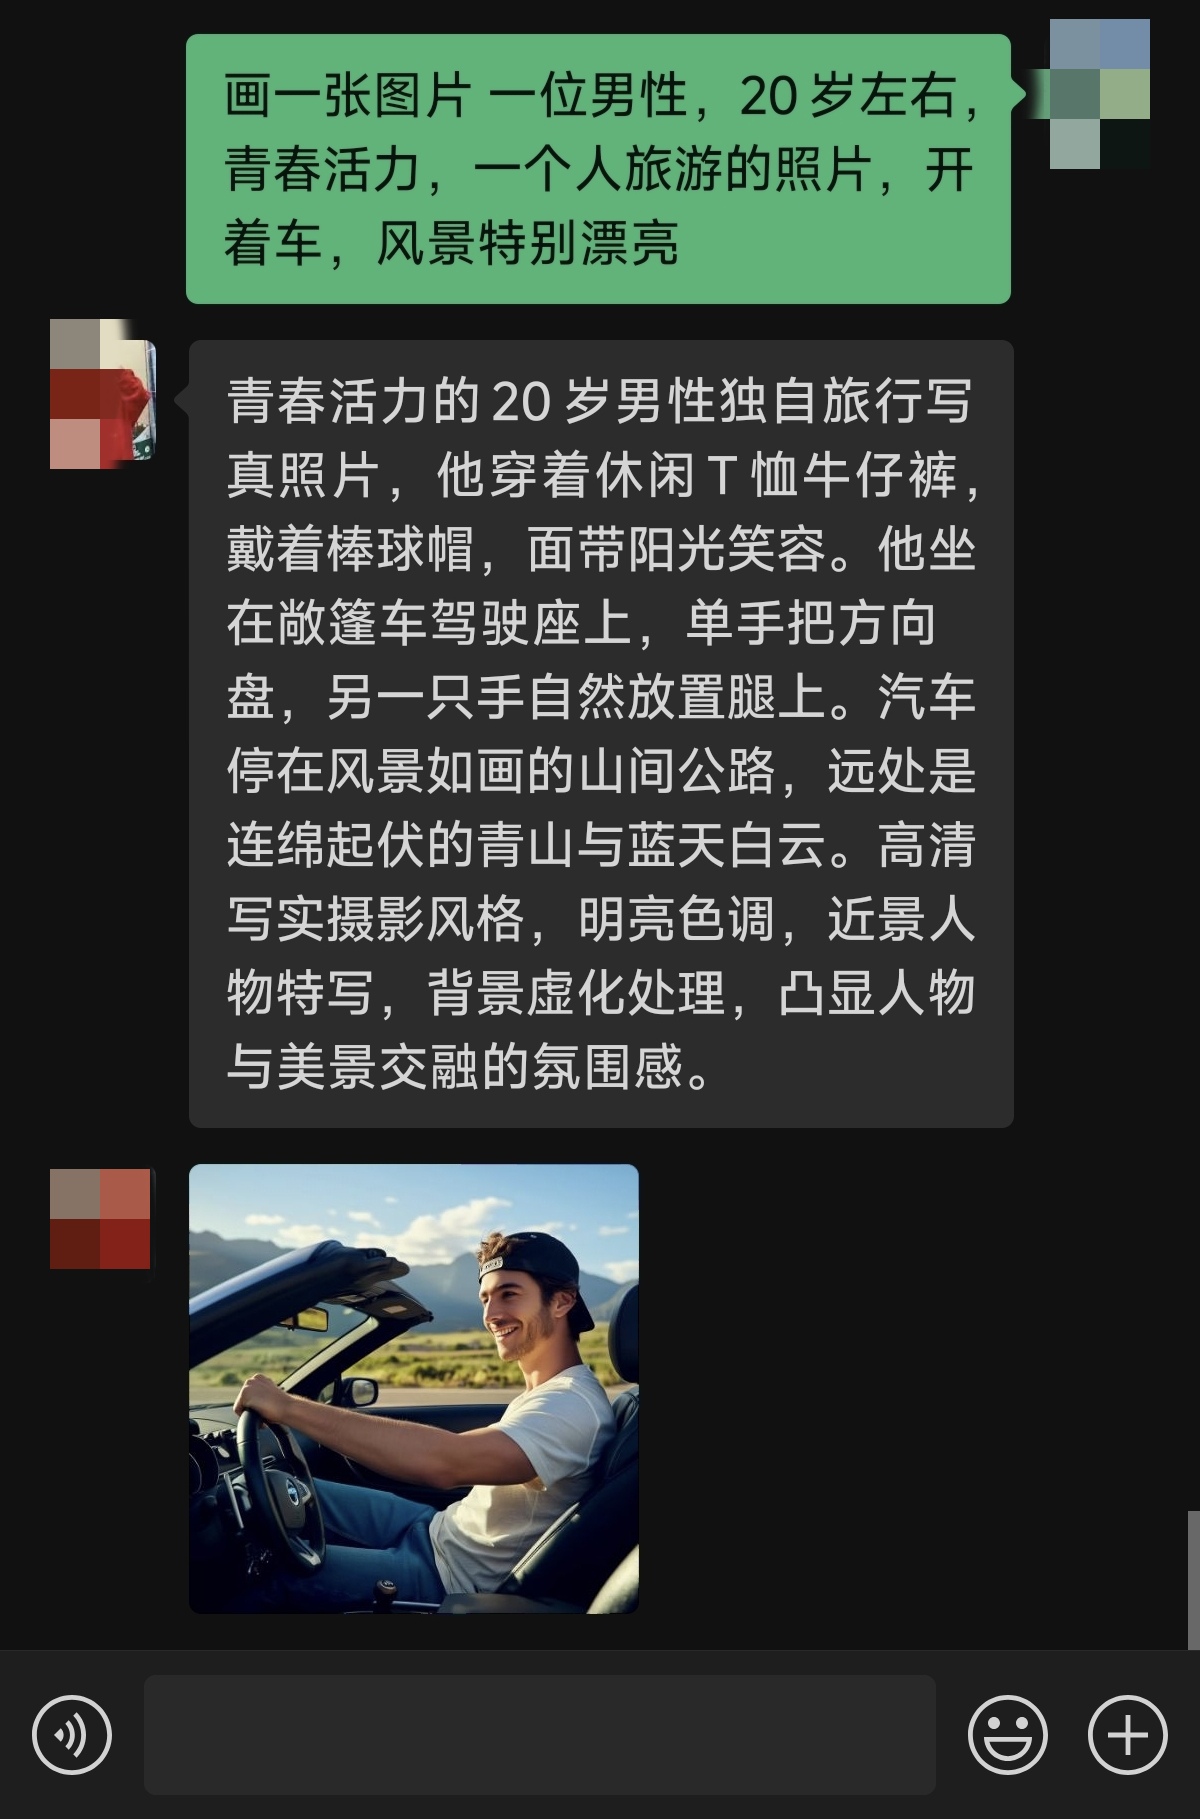 画一张图片 一位男性，20 岁左右，
青春活力，一个人旅游的照片，开
着车，风景特别漂亮
青春活力的 20 岁男性独自旅行写
真照片，他穿着休闲 T 恤牛仔裤，
戴着棒球帽，面带阳光笑容。他坐
在敞篷车驾驶座上，单手把方向
盘，另一只手自然放置腿上。汽车
停在风景如画的山间公路，远处是
连绵起伏的青山与蓝天白云。高清
写实摄影风格，明亮色调，近景人
物特写，背景虚化处理，凸显人物
与美景交融的氛围感。